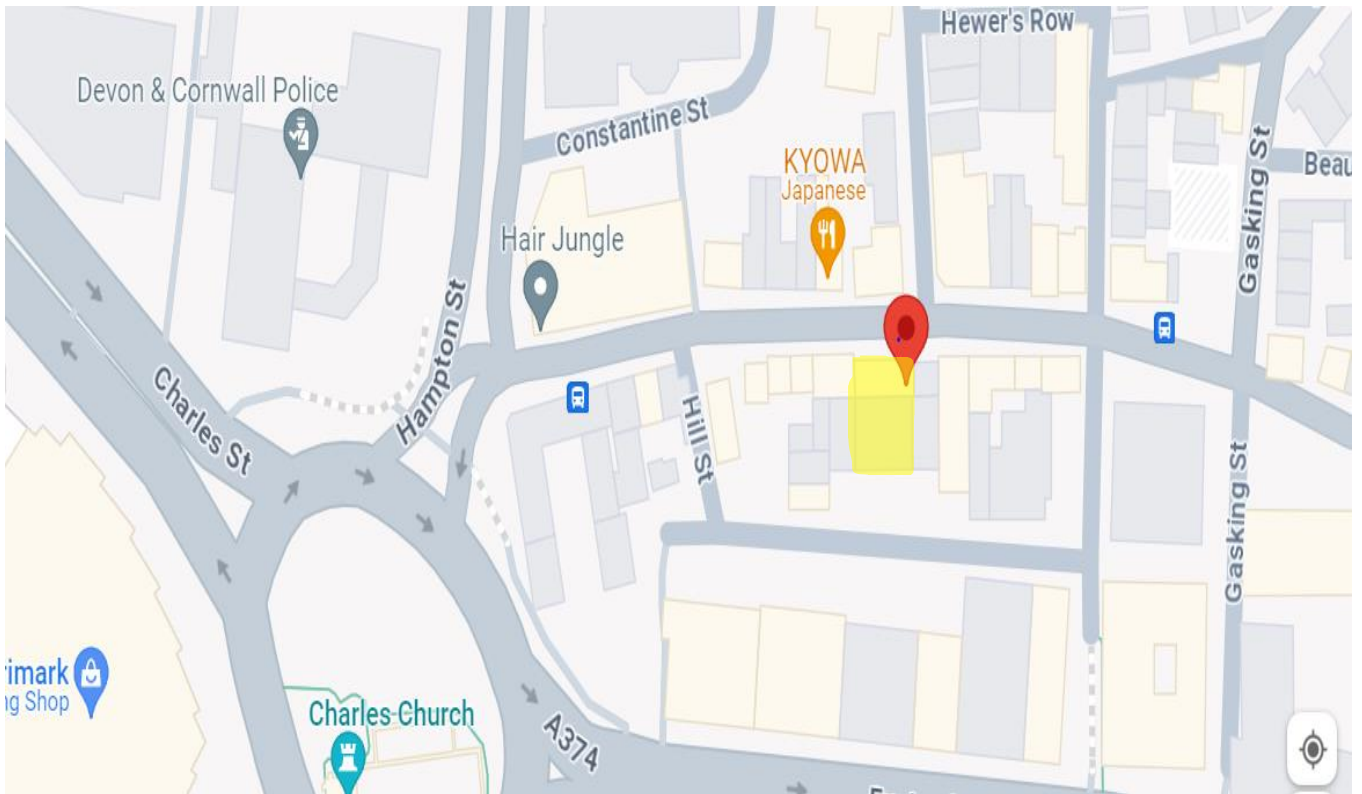 Hewer's Row
Devon & Cornwall Police
Constantine St
KYOWA
Japanese
Gasking St
Beau
Hair Jungle
Hampton St
Charles St
Hill St
Gasking St
rimark
ng Shop
Charles Church
A374